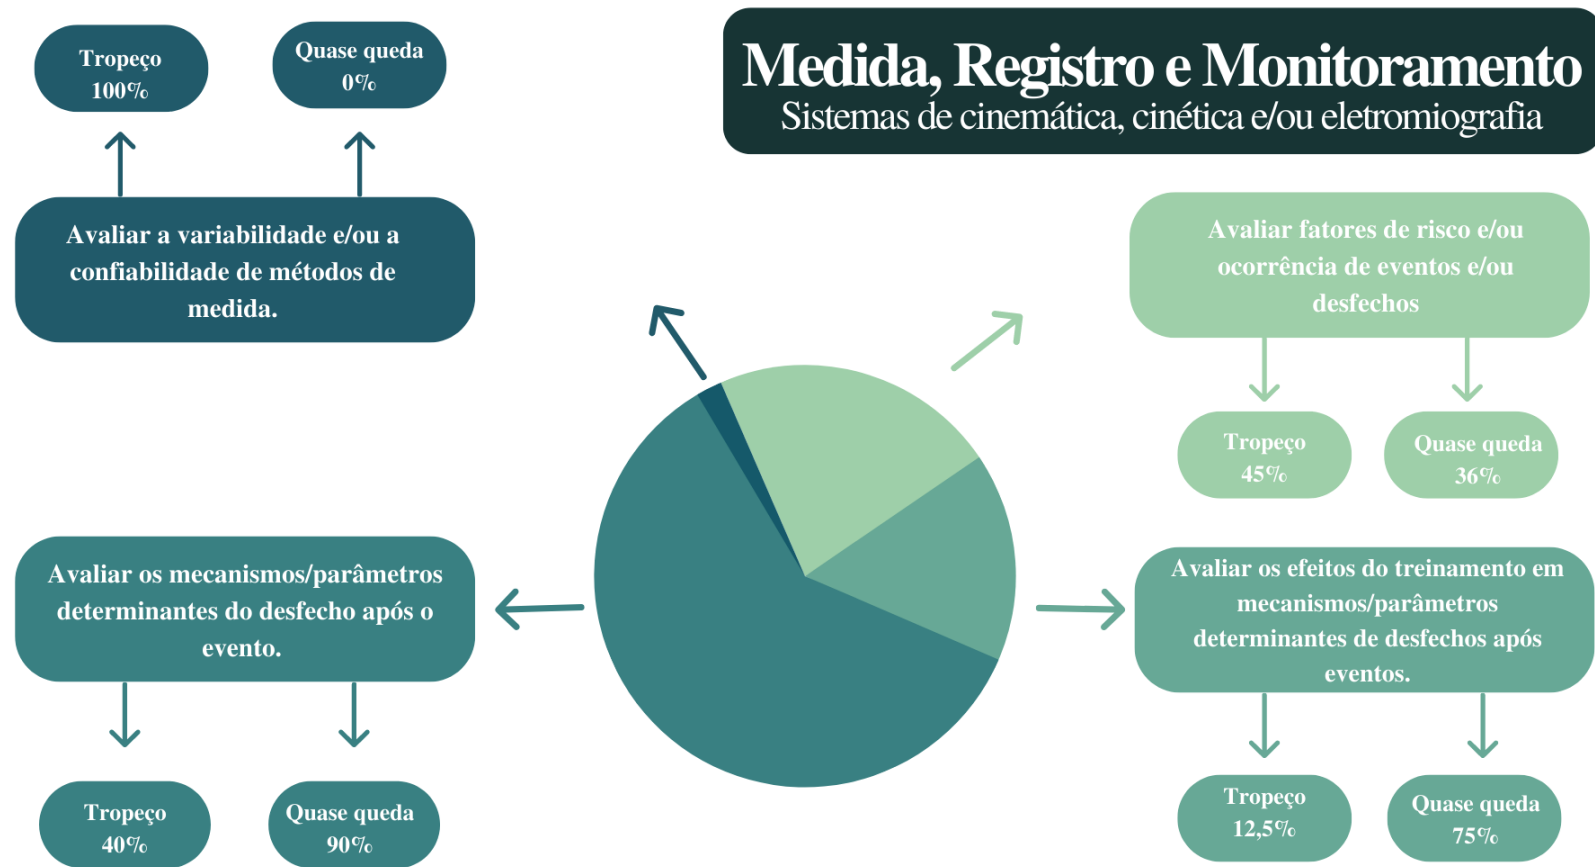 Medida, Registro e Monitoramento
Sistemas de cinemática, cinética e/ou eletromiografia
Tropeço
100%
Quase queda
0%
Avaliar a variabilidade e/ou a
confiabilidade de métodos de
medida.
Avaliar fatores de risco e/ou
ocorrência de eventos e/ou
desfechos
Tropeço
45%
Quase queda
36%
Avaliar os mecanismos/parâmetros
determinantes do desfecho após o
evento.
Tropeço
40%
Quase queda
90%
Avaliar os efeitos do treinamento em
mecanismos/parâmetros
determinantes de desfechos após
eventos.
Tropeço
12,5%
Quase queda
75%